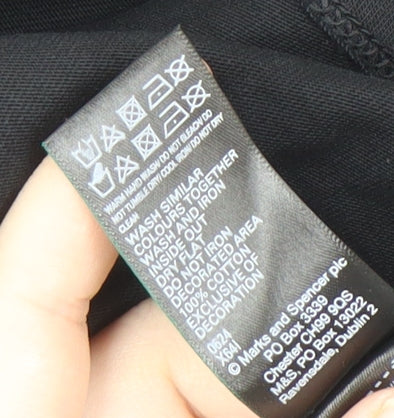 WARM HAND WASH/DO NOT BLEACH/DO
NOT TUMBLE DRY/COOL IRON/DO NOT DRY
CLEAN
WASH SIMILAR
COLOURS TOGETHER
WASH AND IRON
INSIDE OUT
DRY FLAT
DO NOT IRON
DECORATED AREA
100% COTTON
EXCLUSIVE OF
DECORATION
X64I
© Marks and Spencer plc
PO Box 3339
Chester CH99 9QS
M&S, PO Box 13022
Ravensdale, Dublin 2